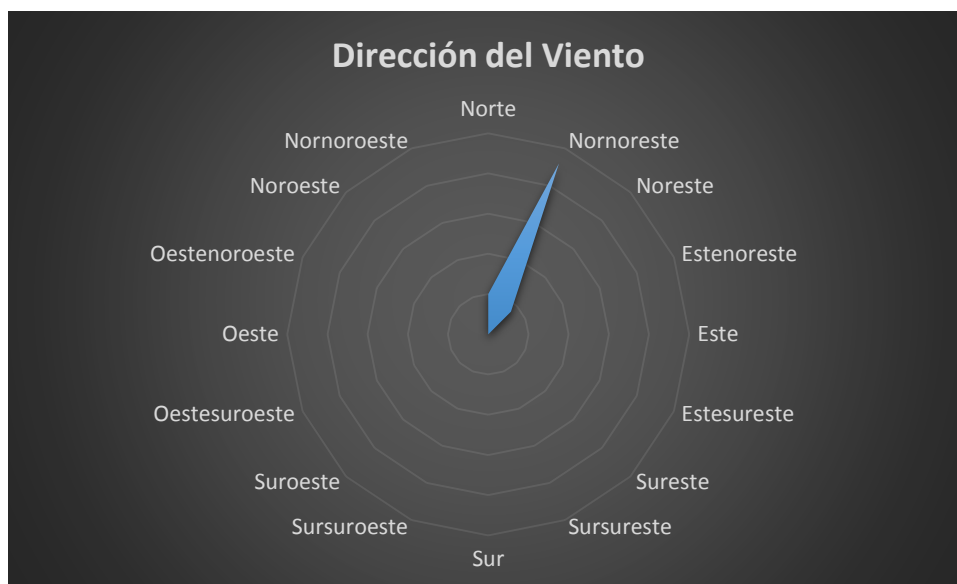 Dirección del Viento
Norte
Nornoroeste
Nornoreste
Noroeste
Noreste
Oestenoroeste
Estenoreste
Oeste
Este
Oestesuroeste
Estesureste
Suroeste
Sureste
Sursuroeste
Sursureste
Sur